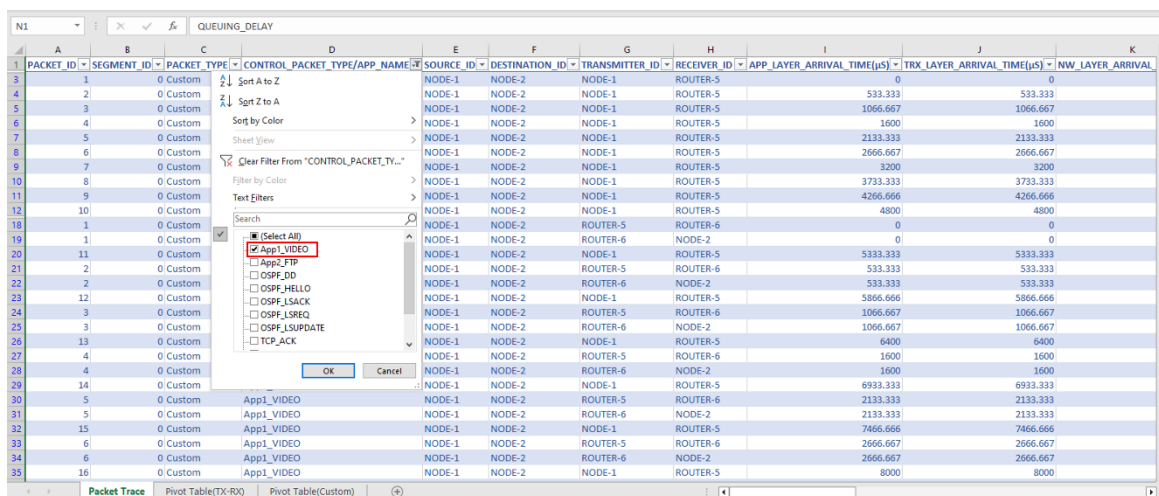 N1 fx QUEUING_DELAY
A B C D E F G H I J K
1 PACKET_ID SEGMENT_ID PACKET_TYPE CONTROL_PACKET_TYPE/APP_NAME SOURCE_ID DESTINATION_ID TRANSMITTER_ID RECEIVER_ID APP_LAYER_ARRIVAL_TIME(µS) TRX_LAYER_ARRIVAL_TIME(µS) NW_LAYER_ARRIVAL_
3 1 0 Custom NODE-1 NODE-2 NODE-1 ROUTER-5 0 0
4 2 0 Custom NODE-1 NODE-2 NODE-1 ROUTER-5 533.333 533.333
5 3 0 Custom NODE-1 NODE-2 NODE-1 ROUTER-5 1066.667 1066.667
6 4 0 Custom NODE-1 NODE-2 NODE-1 ROUTER-5 1600 1600
7 5 0 Custom NODE-1 NODE-2 NODE-1 ROUTER-5 2133.333 2133.333
8 6 0 Custom NODE-1 NODE-2 NODE-1 ROUTER-5 2666.667 2666.667
9 7 0 Custom NODE-1 NODE-2 NODE-1 ROUTER-5 3200 3200
10 8 0 Custom NODE-1 NODE-2 NODE-1 ROUTER-5 3733.333 3733.333
11 9 0 Custom NODE-1 NODE-2 NODE-1 ROUTER-5 4266.666 4266.666
12 10 0 Custom NODE-1 NODE-2 NODE-1 ROUTER-5 4800 4800
18 1 0 Custom NODE-1 NODE-2 ROUTER-5 ROUTER-6 0 0
19 1 0 Custom NODE-1 NODE-2 ROUTER-6 NODE-2 0 0
20 11 0 Custom NODE-1 NODE-2 NODE-1 ROUTER-5 5333.333 5333.333
21 2 0 Custom NODE-1 NODE-2 ROUTER-5 ROUTER-6 533.333 533.333
22 2 0 Custom NODE-1 NODE-2 ROUTER-6 NODE-2 533.333 533.333
23 12 0 Custom NODE-1 NODE-2 NODE-1 ROUTER-5 5866.666 5866.666
24 3 0 Custom NODE-1 NODE-2 ROUTER-5 ROUTER-6 1066.667 1066.667
25 3 0 Custom NODE-1 NODE-2 ROUTER-6 NODE-2 1066.667 1066.667
26 13 0 Custom NODE-1 NODE-2 NODE-1 ROUTER-5 6400 6400
27 4 0 Custom NODE-1 NODE-2 ROUTER-5 ROUTER-6 1600 1600
28 4 0 Custom NODE-1 NODE-2 ROUTER-6 NODE-2 1600 1600
29 14 0 Custom NODE-1 NODE-2 NODE-1 ROUTER-5 6933.333 6933.333
30 5 0 Custom App1_VIDEO NODE-1 NODE-2 ROUTER-5 ROUTER-6 2133.333 2133.333
31 5 0 Custom App1_VIDEO NODE-1 NODE-2 ROUTER-6 NODE-2 2133.333 2133.333
32 15 0 Custom App1_VIDEO NODE-1 NODE-2 NODE-1 ROUTER-5 7466.666 7466.666
33 6 0 Custom App1_VIDEO NODE-1 NODE-2 ROUTER-5 ROUTER-6 2666.667 2666.667
34 6 0 Custom App1_VIDEO NODE-1 NODE-2 ROUTER-6 NODE-2 2666.667 2666.667
35 16 0 Custom App1_VIDEO NODE-1 NODE-2 NODE-1 ROUTER-5 8000 8000
Sort A to Z
Sort Z to A
Sort by Color
Sheet View
Clear Filter From "CONTROL_PACKET_TY..."
Filter by Color
Text Filters
Search
(Select All)
App1_VIDEO
App2_FTP
OSPF_DD
OSPF_HELLO
OSPF_LSACK
OSPF_LSREQ
OSPF_LSUPDATE
TCP_ACK
OK Cancel
Packet Trace Pivot Table(TX-RX) Pivot Table(Custom)